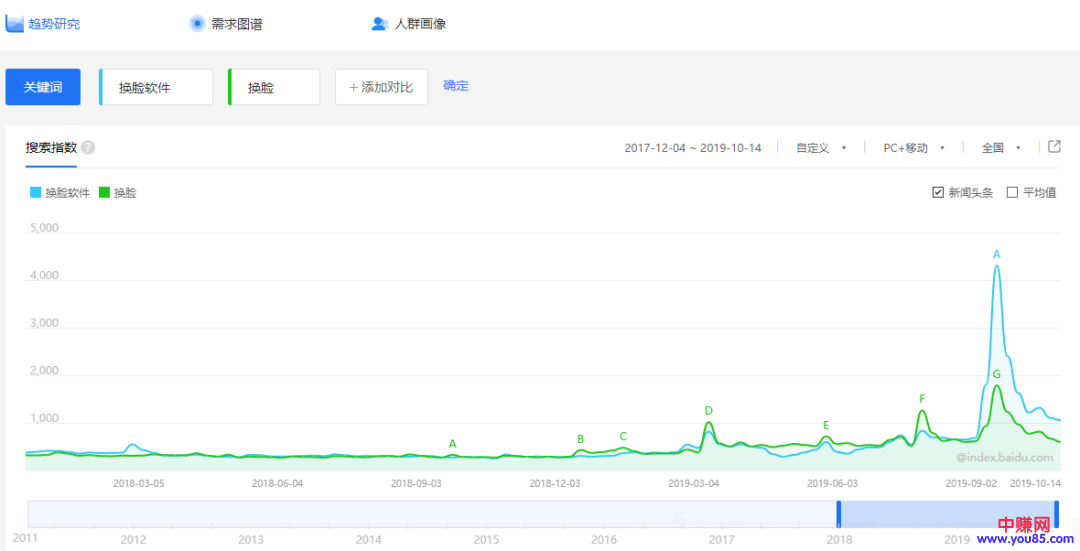 趋势研究 需求图谱 人群画像
关键词 换脸软件 换脸 + 添加对比 确定
搜索指数 ? 2017-12-04 ~ 2019-10-14 自定义 PC+移动 全国
换脸软件 换脸 新闻头条 平均值
5,000
4,000
3,000
2,000
1,000
A
G
F
D
E
A
B
C
@index.baidu.com
2018-03-05 2018-06-04 2018-09-03 2018-12-03 2019-03-04 2019-06-03 2019-09-02 2019-10-14
2011 2012 2013 2014 2015 2016 2017 2018 2019
中赚网
www.you85.com